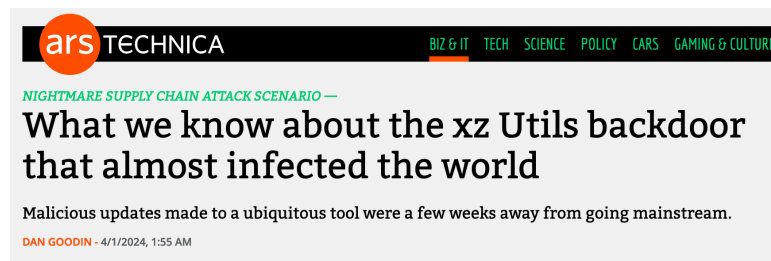 ars TECHNICA
BIZ & IT TECH SCIENCE POLICY CARS GAMING & CULTURE
NIGHTMARE SUPPLY CHAIN ATTACK SCENARIO —
What we know about the xz Utils backdoor
that almost infected the world
Malicious updates made to a ubiquitous tool were a few weeks away from going mainstream.
DAN GOODIN - 4/1/2024, 1:55 AM